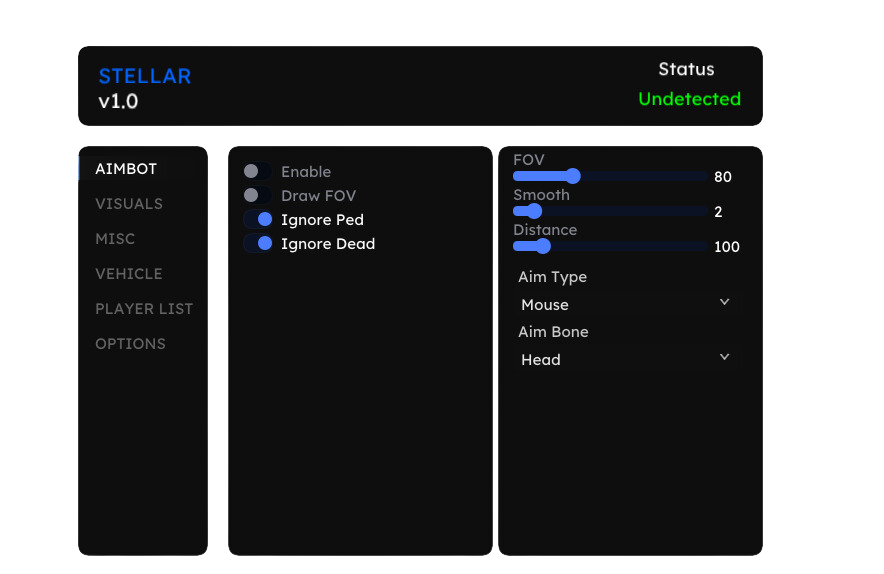 STELLAR
v1.0
Status
Undetected
AIMBOT
VISUALS
MISC
VEHICLE
PLAYER LIST
OPTIONS
Enable
Draw FOV
Ignore Ped
Ignore Dead
FOV
80
Smooth
2
Distance
100
Aim Type
Mouse
Aim Bone
Head